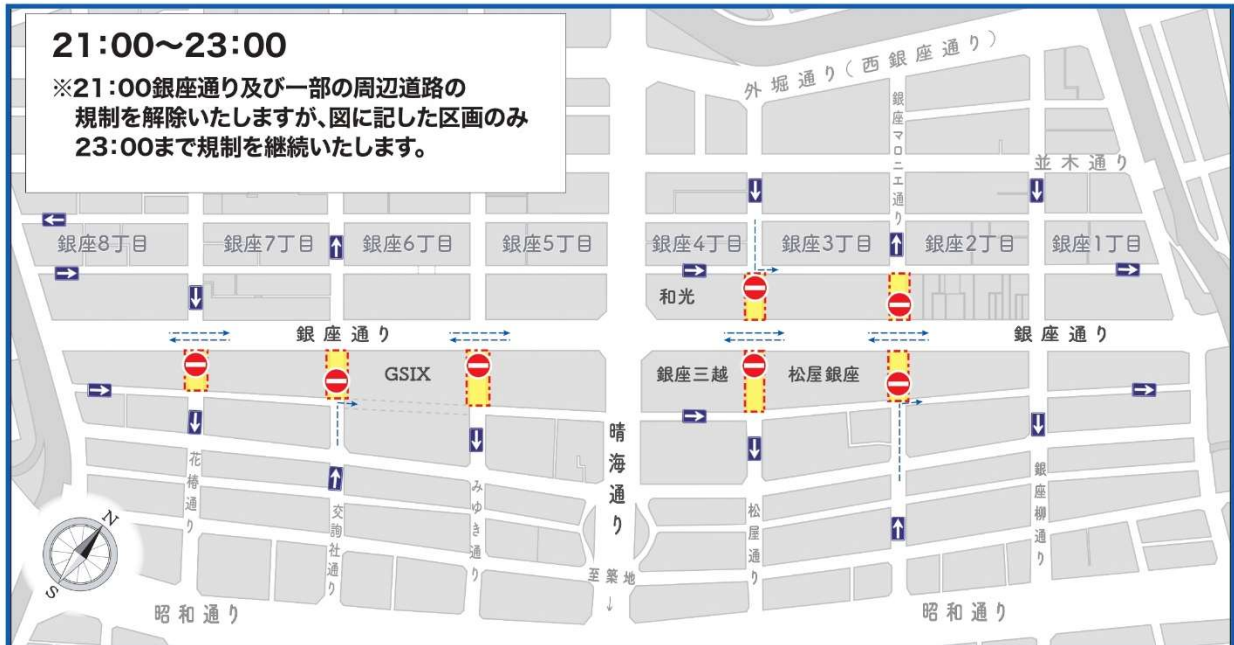 21:00〜23:00
※21:00銀座通り及び一部の周辺道路の
規制を解除いたしますが、図に記した区画のみ
23:00まで規制を継続いたします。
外堀通り(西銀座通り)
銀座マロニエ通り
並木通り
銀座8丁目
銀座7丁目
銀座6丁目
銀座5丁目
銀座4丁目
銀座3丁目
銀座2丁目
銀座1丁目
和光
銀座通り
銀座通り
GSIX
銀座三越
松屋銀座
晴海通り
花椿通り
交詢社通り
みゆき通り
松屋通り
銀座柳通り
至築地
↓
N
S
昭和通り
昭和通り